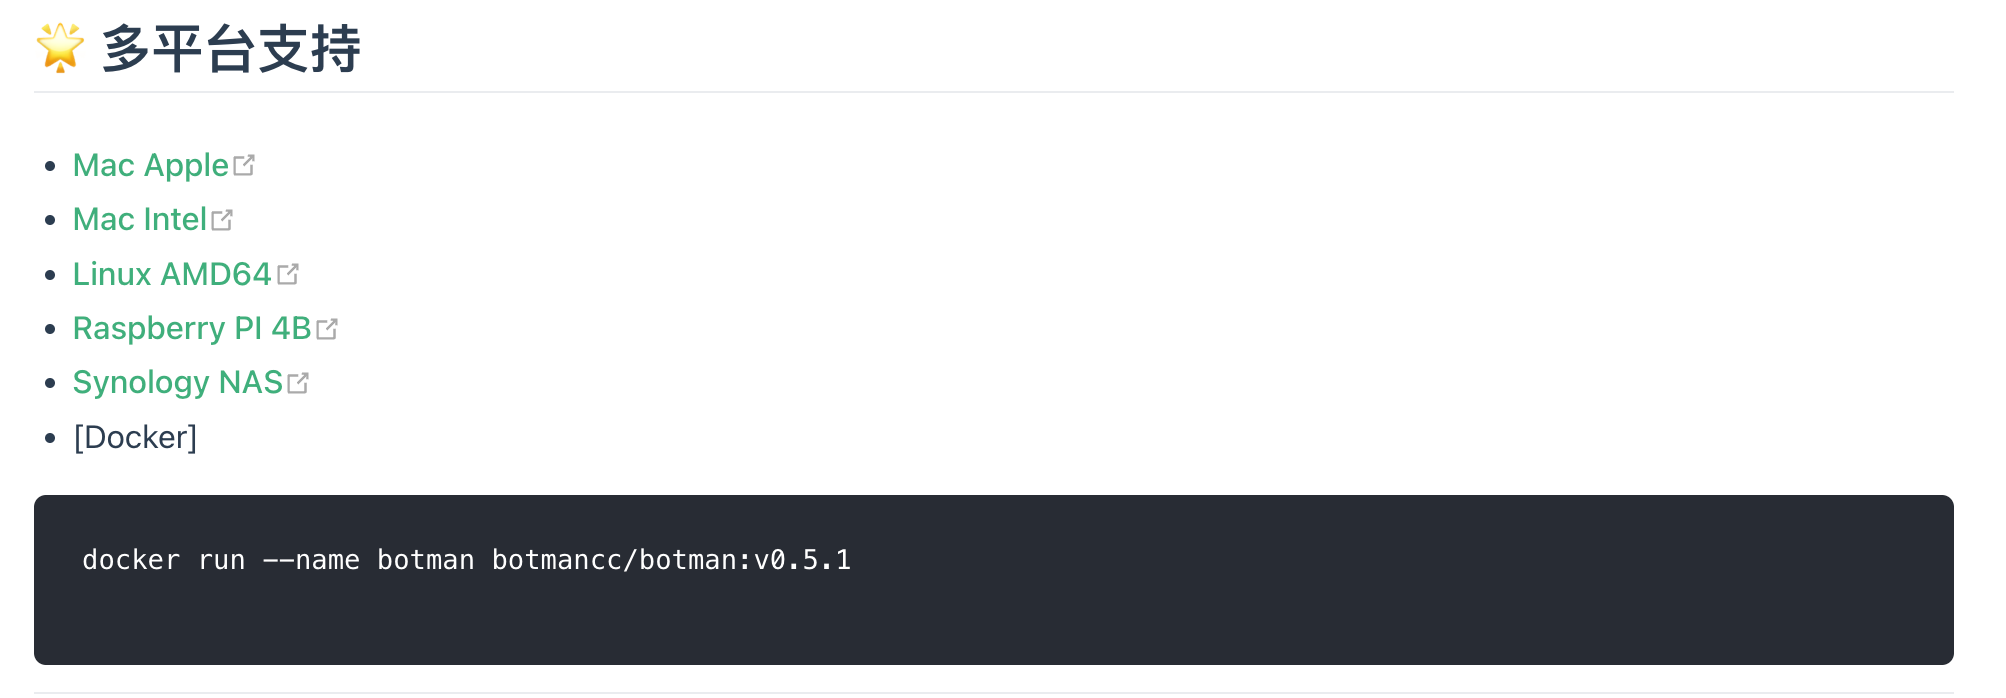 🌟 多平台支持
Mac Apple
Mac Intel
Linux AMD64
Raspberry PI 4B
Synology NAS
[Docker]
docker run --name botman botmancc/botman:v0.5.1